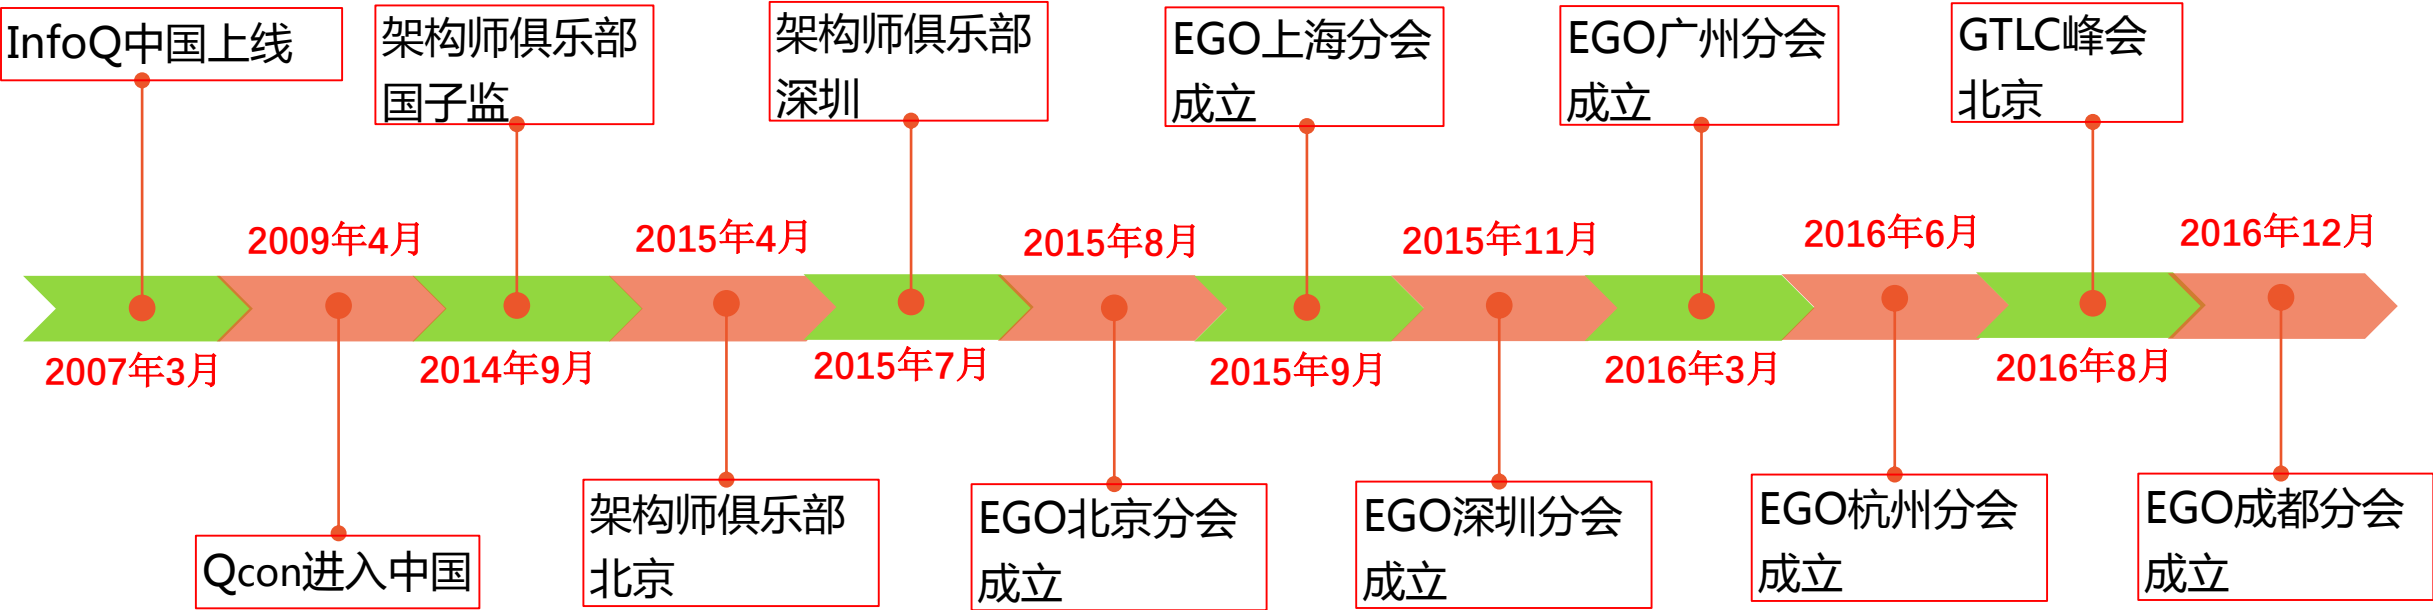 InfoQ中国上线
架构师俱乐部
国子监
架构师俱乐部
深圳
EGO上海分会
成立
EGO广州分会
成立
GTLC峰会
北京
2009年4月
2015年4月
2015年8月
2015年11月
2016年6月
2016年12月
2007年3月
2014年9月
2015年7月
2015年9月
2016年3月
2016年8月
Qcon进入中国
架构师俱乐部
北京
EGO北京分会
成立
EGO深圳分会
成立
EGO杭州分会
成立
EGO成都分会
成立